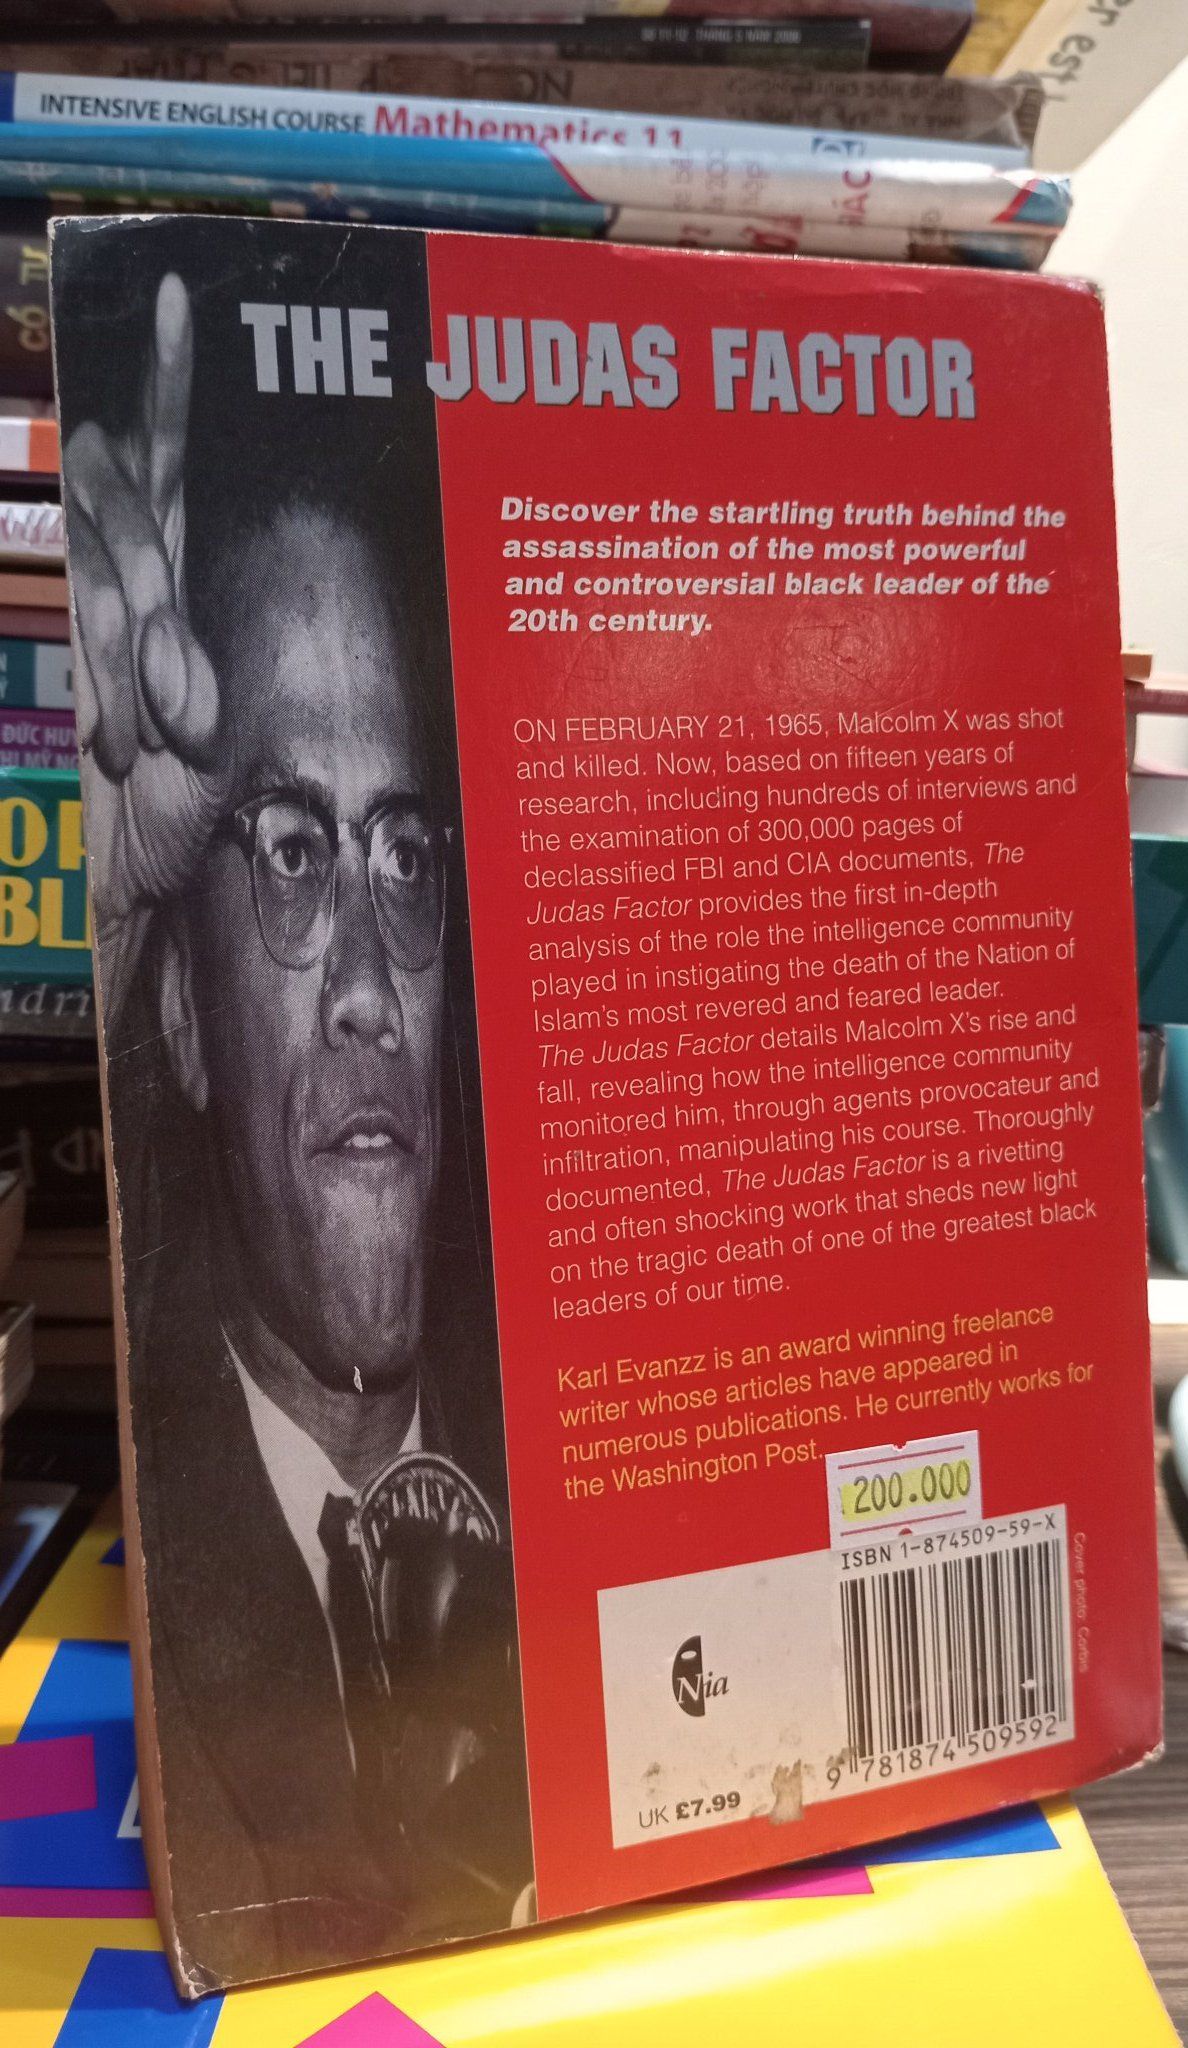 INTENSIVE ENGLISH COURSE Mathematics 11
THE JUDAS FACTOR
Discover the startling truth behind the
assassination of the most powerful
and controversial black leader of the
20th century.
ON FEBRUARY 21, 1965, Malcolm X was shot
and killed. Now, based on fifteen years of
research, including hundreds of interviews and
the examination of 300,000 pages of
declassified FBI and CIA documents, The
Judas Factor provides the first in-depth
analysis of the role the intelligence community
played in instigating the death of the Nation of
Islam's most revered and feared leader.
The Judas Factor details Malcolm X's rise and
fall, revealing how the intelligence community
monitored him, through agents provocateur and
infiltration, manipulating his course. Thoroughly
documented, The Judas Factor is a rivetting
and often shocking work that sheds new light
on the tragic death of one of the greatest black
leaders of our time.
Karl Evanzz is an award winning freelance
writer whose articles have appeared in
numerous publications. He currently works for
the Washington Post.
200.000
ISBN 1-874509-59-X
Cover photo: Corbis
Nia
9 781874 509592
UK £7.99
ĐỨC HUY